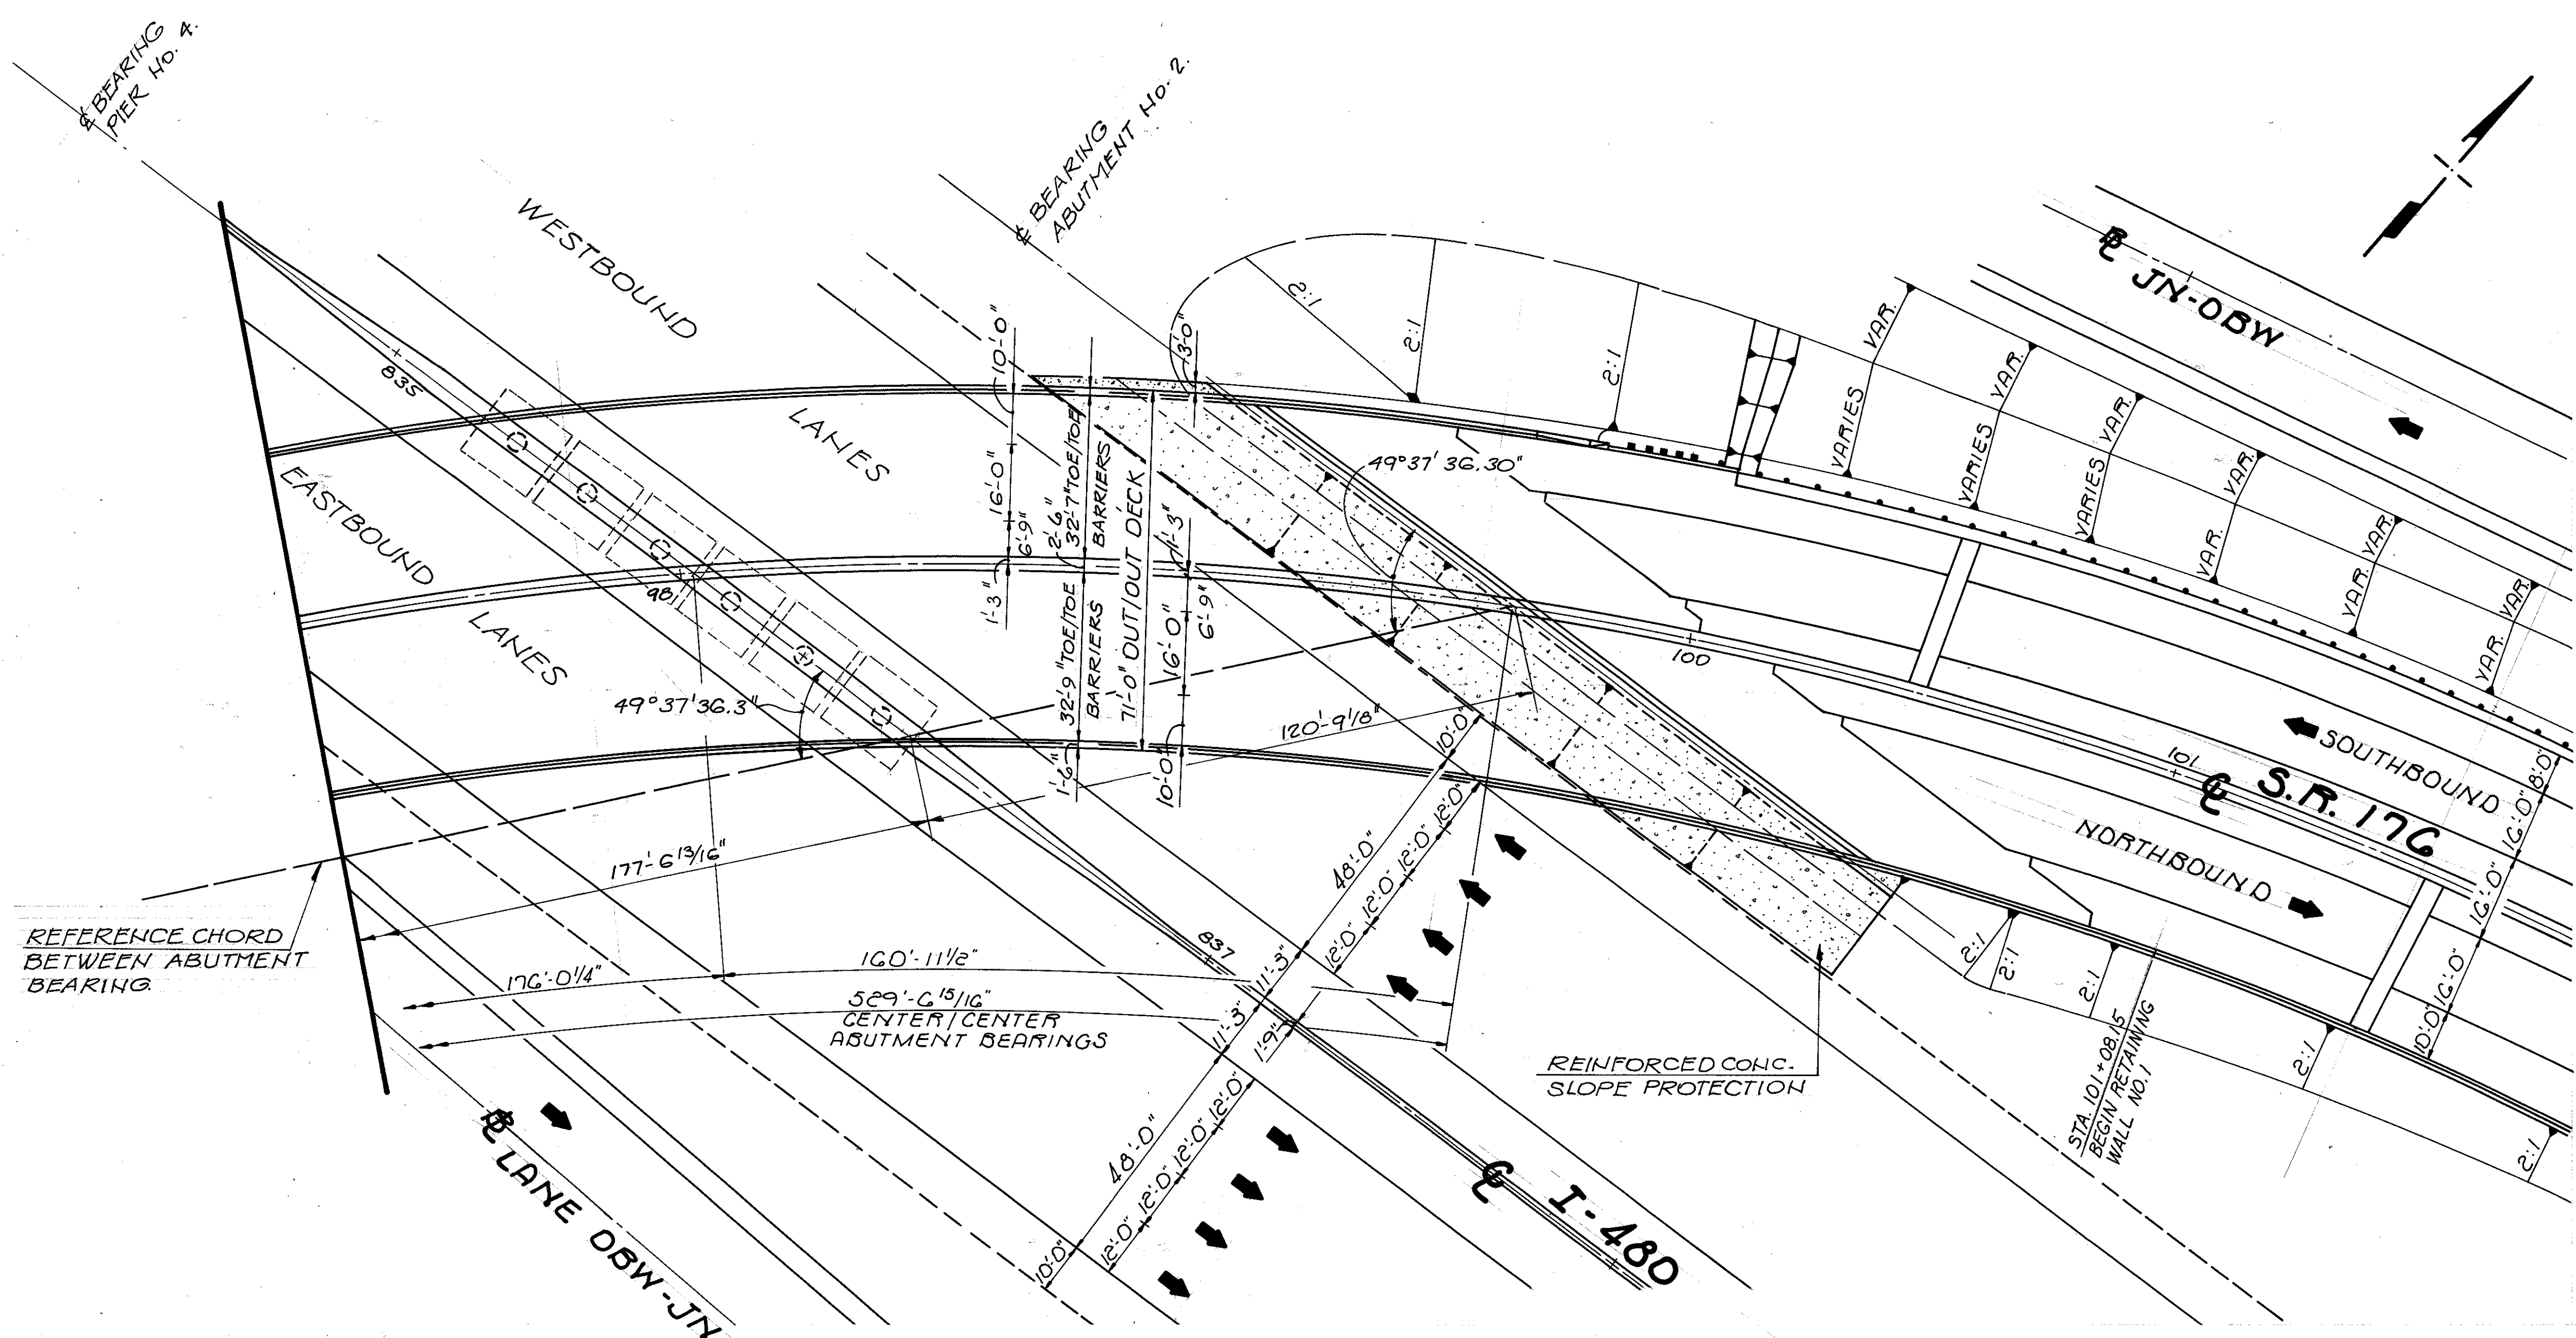 ℄ BEARING
PIER NO. 4.
℄ BEARING
ABUTMENT NO. 2.
WESTBOUND
LANES
EASTBOUND
LANES
835
98
837
100
101
10'-0"
16'-0"
6'-9"
1'-3"
2'-6"
32'-7" TOE/TOE
BARRIERS
32'-9" TOE/TOE
BARRIERS
71'-0" OUT/OUT DECK
3'-0"
1'-3"
6'-9"
16'-0"
10'-0"
1'-6"
49°37'36.30"
49°37'36.3"
120'-9 1/8"
177'-6 13/16"
176'-0 1/4"
160'-11 1/2"
529'-6 15/16"
CENTER/CENTER
ABUTMENT BEARINGS
REFERENCE CHORD
BETWEEN ABUTMENT
BEARING.
10'-0"
48'-0"
12'-0"
12'-0"
12'-0"
12'-0"
11'-3"
11'-3"
1'-9"
48'-0"
12'-0"
12'-0"
12'-0"
12'-0"
10'-0"
2:1
2:1
2:1
VARIES
VAR.
VARIES
VAR.
VARIES
VAR.
VAR.
VAR.
VAR.
VAR.
VAR.
VAR.
℄ JN-OBW
SOUTHBOUND
℄ S.R. 176
NORTHBOUND
8'-0"
16'-0"
16'-0"
16'-0"
10'-0"
2:1
2:1
2:1
2:1
2:1
STA. 101+08.15
BEGIN RETAINING
WALL NO. 1
REINFORCED CONC.
SLOPE PROTECTION
℄ I-480
℄ LANE OBW-JN